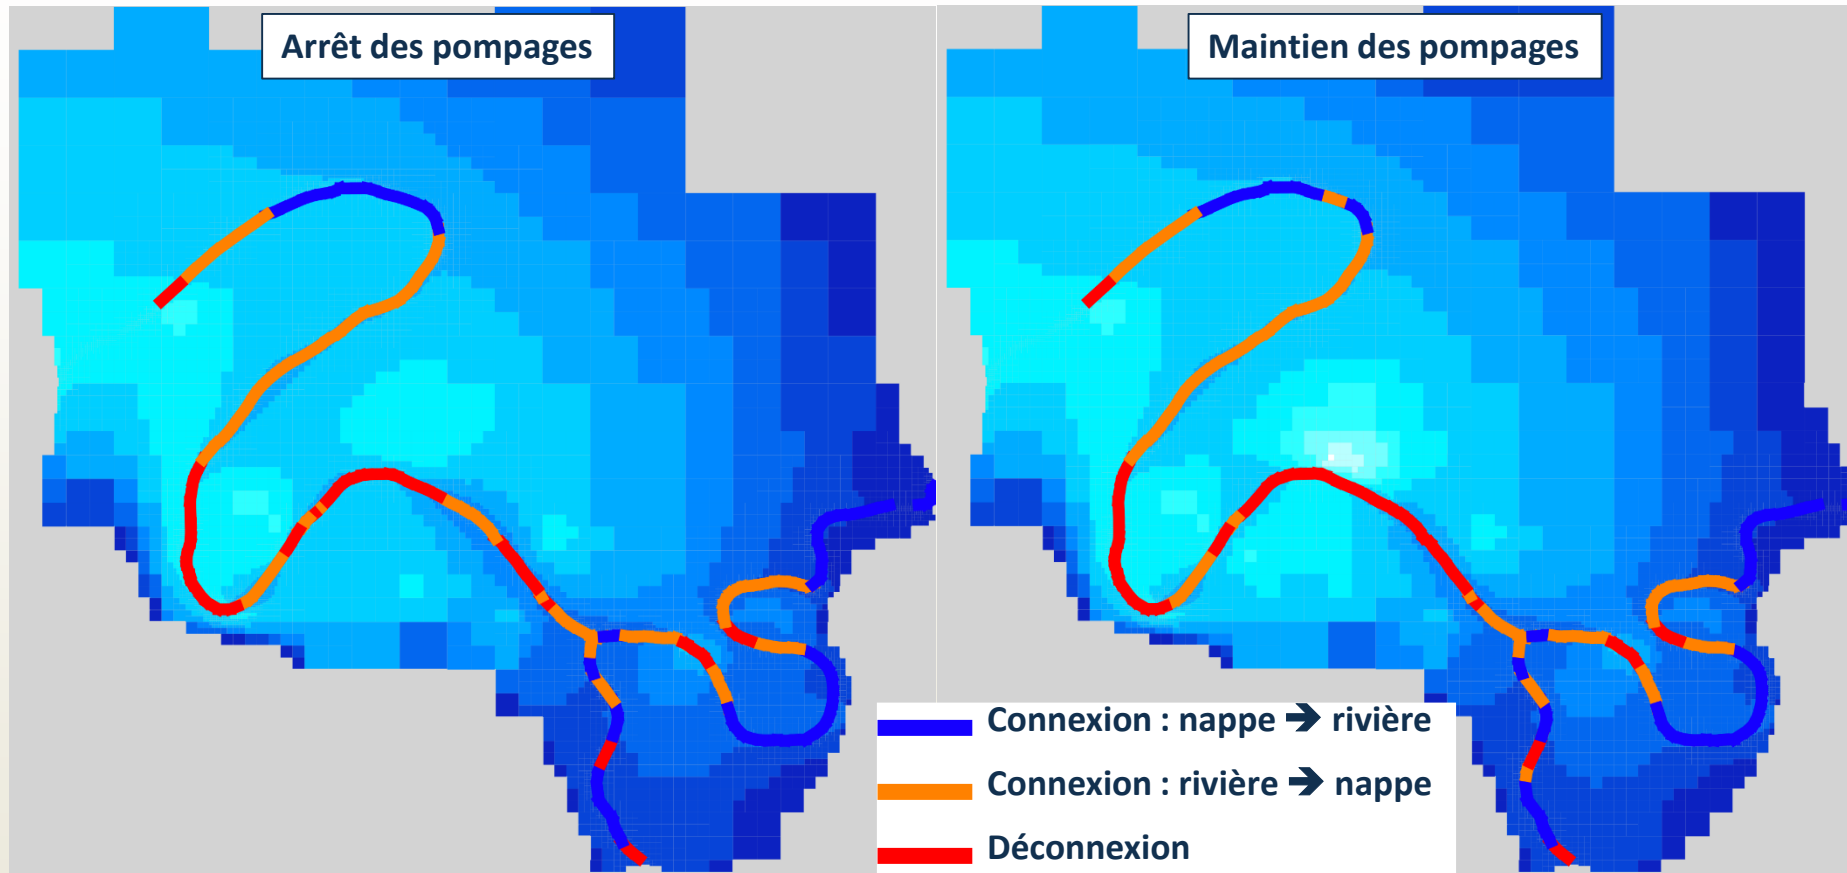 Arrêt des pompages
Maintien des pompages
Connexion : nappe ➔ rivière
Connexion : rivière ➔ nappe
Déconnexion